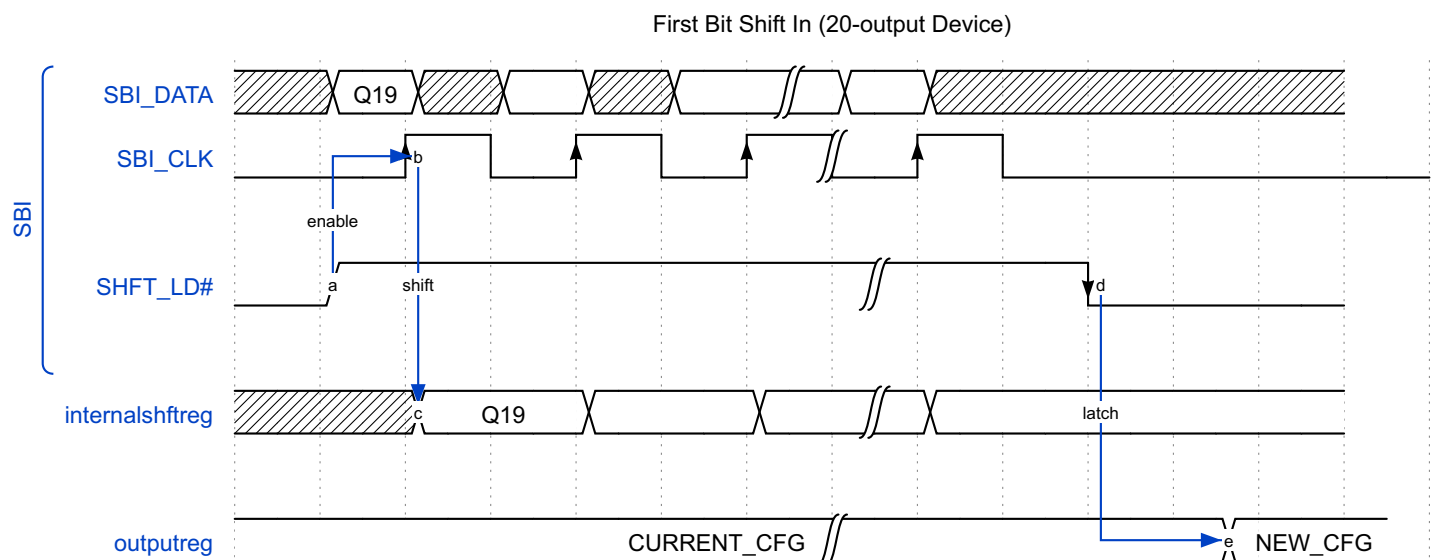 First Bit Shift In (20-output Device)
SBI
SBI_DATA
Q19
SBI_CLK
b
enable
SHFT_LD#
a
shift
d
internalshftreg
c
Q19
latch
outputreg
CURRENT_CFG
e
NEW_CFG